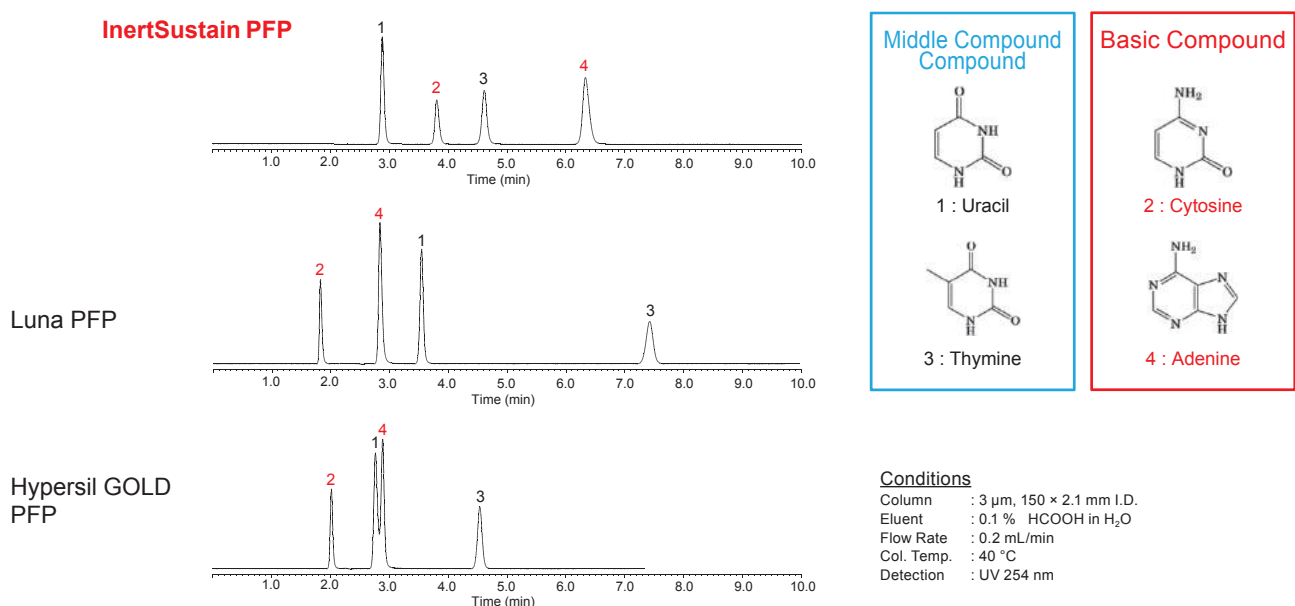 InertSustain PFP
1
2
3
4
1.0 2.0 3.0 4.0 5.0 6.0 7.0 8.0 9.0 10.0
Time (min)
Luna PFP
2
4
1
3
1.0 2.0 3.0 4.0 5.0 6.0 7.0 8.0 9.0 10.0
Time (min)
Hypersil GOLD
PFP
2
1
4
3
1.0 2.0 3.0 4.0 5.0 6.0 7.0 8.0 9.0 10.0
Time (min)
Middle Compound
Compound
O
NH
N
H
O
1 : Uracil
O
NH
N
H
O
3 : Thymine
Basic Compound
NH₂
N
N
H
O
2 : Cytosine
NH₂
N
N
N
N
H
4 : Adenine
Conditions
Column : 3 µm, 150 × 2.1 mm I.D.
Eluent : 0.1 % HCOOH in H₂O
Flow Rate : 0.2 mL/min
Col. Temp. : 40 °C
Detection : UV 254 nm